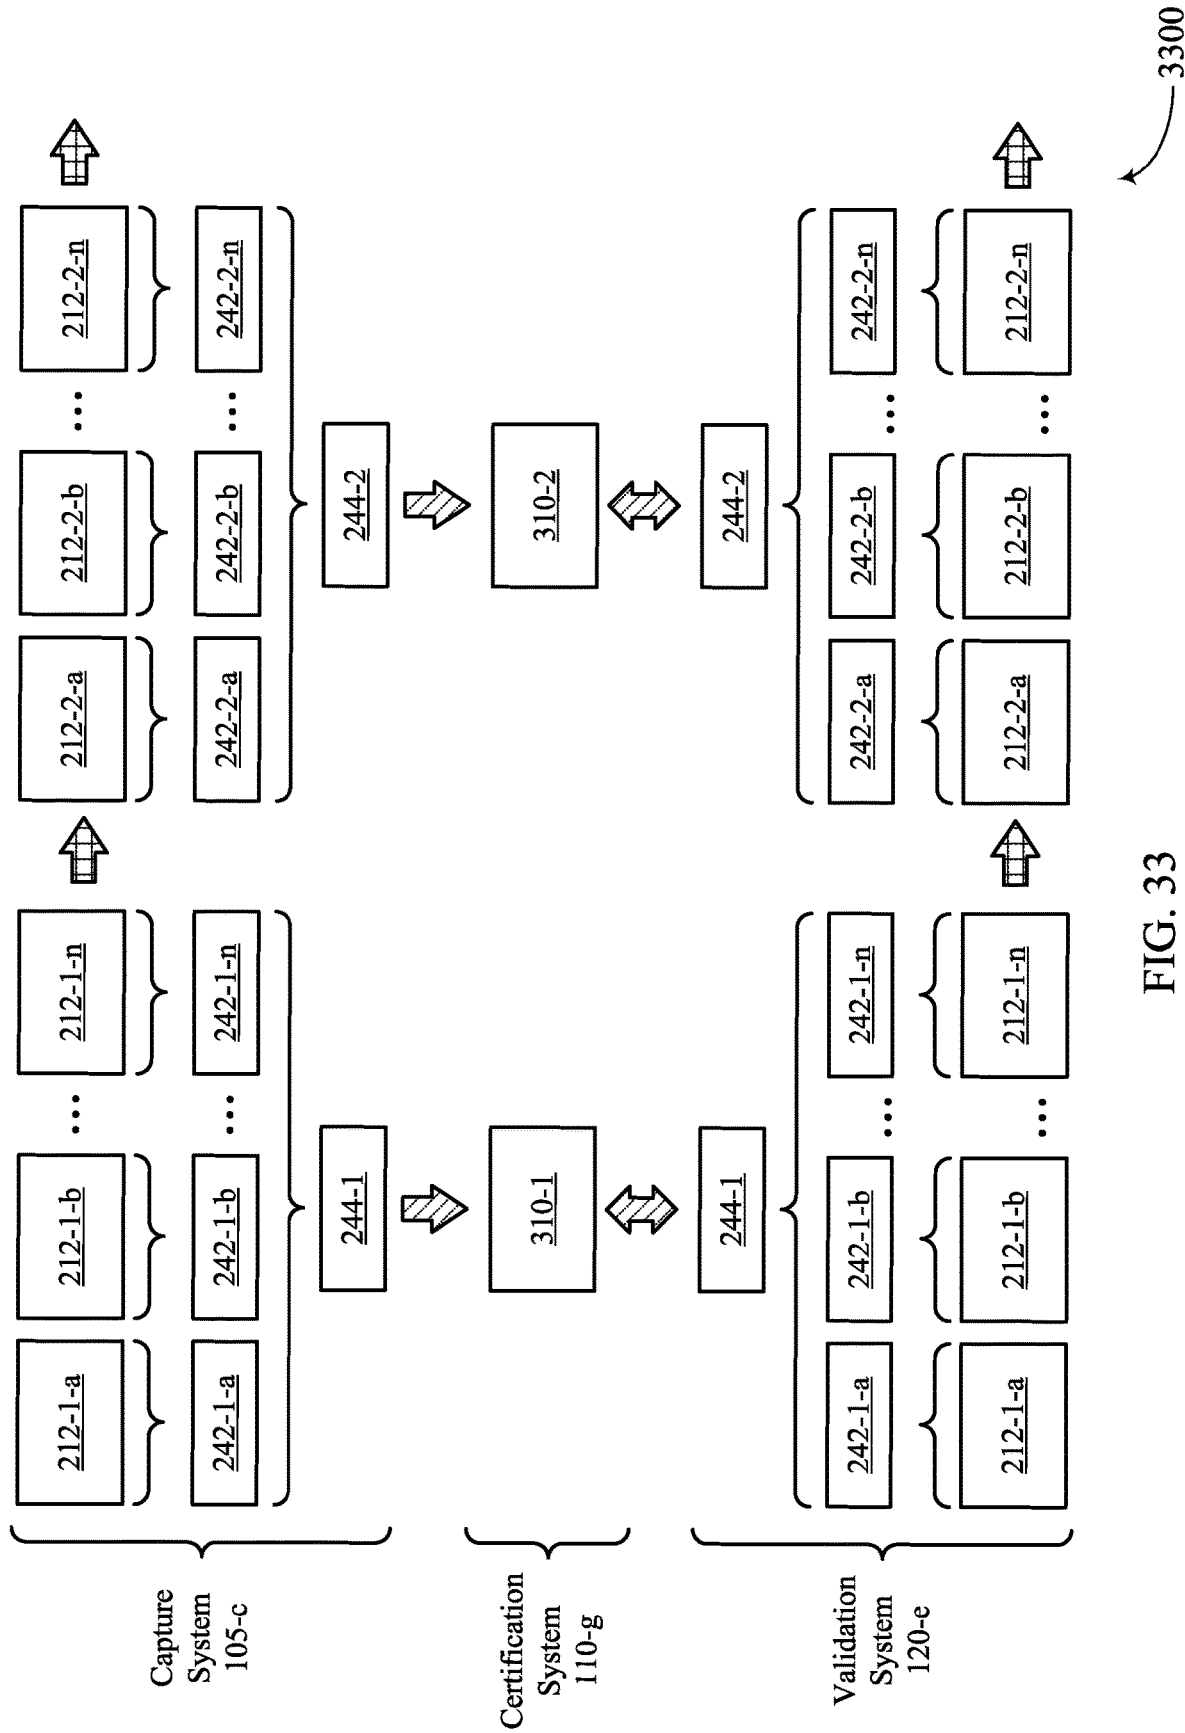 Capture
System
105-c
212-1-a
212-1-b
...
212-1-n
212-2-a
212-2-b
...
212-2-n
242-1-a
242-1-b
...
242-1-n
242-2-a
242-2-b
...
242-2-n
244-1
244-2
Certification
System
110-g
310-1
310-2
Validation
System
120-e
244-1
244-2
242-1-a
242-1-b
...
242-1-n
242-2-a
242-2-b
...
242-2-n
212-1-a
212-1-b
...
212-1-n
212-2-a
212-2-b
...
212-2-n
3300
FIG. 33